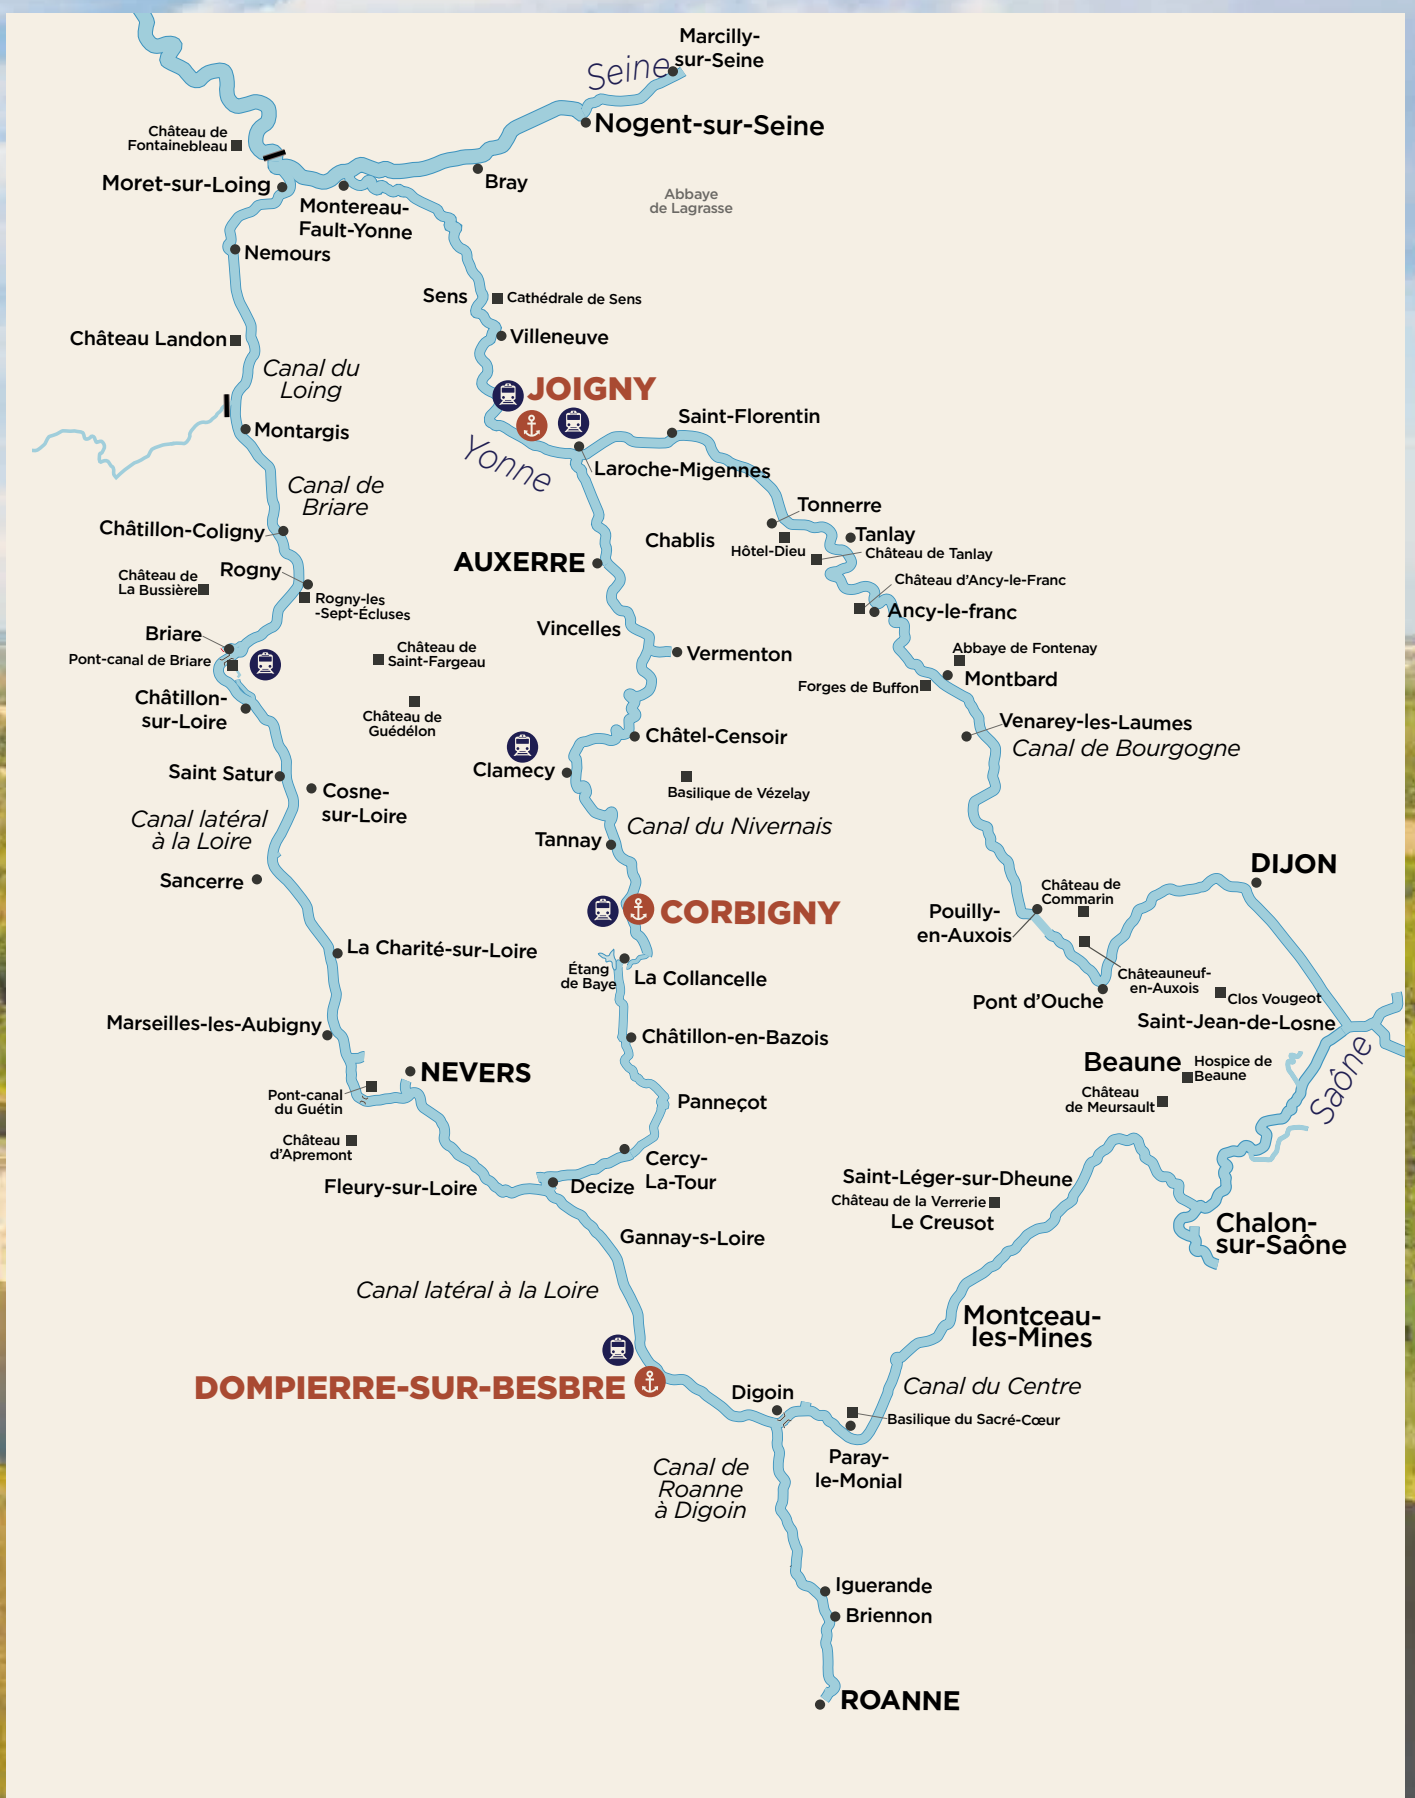 Marcilly-
sur-Seine
Seine
Nogent-sur-Seine
Château de
Fontainebleau
Moret-sur-Loing
Bray
Abbaye
de Lagrasse
Montereau-
Fault-Yonne
Nemours
Sens
Cathédrale de Sens
Château Landon
Villeneuve
Canal du
Loing
JOIGNY
Saint-Florentin
Montargis
Yonne
Laroche-Migennes
Canal de
Briare
Tonnerre
Châtillon-Coligny
Chablis
Tanlay
Hôtel-Dieu
Château de Tanlay
AUXERRE
Rogny
Château de
La Bussière
Château d'Ancy-le-Franc
Rogny-les
-Sept-Écluses
Ancy-le-franc
Briare
Vincelles
Vermenton
Pont-canal de Briare
Château de
Saint-Fargeau
Abbaye de Fontenay
Montbard
Forges de Buffon
Châtillon-
sur-Loire
Château de
Guédélon
Venarey-les-Laumes
Châtel-Censoir
Canal de Bourgogne
Saint Satur
Clamecy
Cosne-
sur-Loire
Basilique de Vézelay
Canal latéral
à la Loire
Canal du Nivernais
Tannay
Sancerre
DIJON
CORBIGNY
Château de
Commarin
Pouilly-
en-Auxois
La Charité-sur-Loire
Étang
de Baye
La Collancelle
Châteauneuf-
en-Auxois
Pont d'Ouche
Clos Vougeot
Marseilles-les-Aubigny
Châtillon-en-Bazois
Saint-Jean-de-Losne
Saône
NEVERS
Beaune
Hospice de
Beaune
Pont-canal
du Guétin
Panneçot
Château
de Meursault
Château
d'Apremont
Cercy-
La-Tour
Fleury-sur-Loire
Decize
Saint-Léger-sur-Dheune
Château de la Verrerie
Le Creusot
Chalon-
sur-Saône
Gannay-s-Loire
Canal latéral à la Loire
Montceau-
les-Mines
DOMPIERRE-SUR-BESBRE
Digoin
Canal du Centre
Basilique du Sacré-Cœur
Paray-
le-Monial
Canal de
Roanne
à Digoin
Iguerande
Briennon
ROANNE